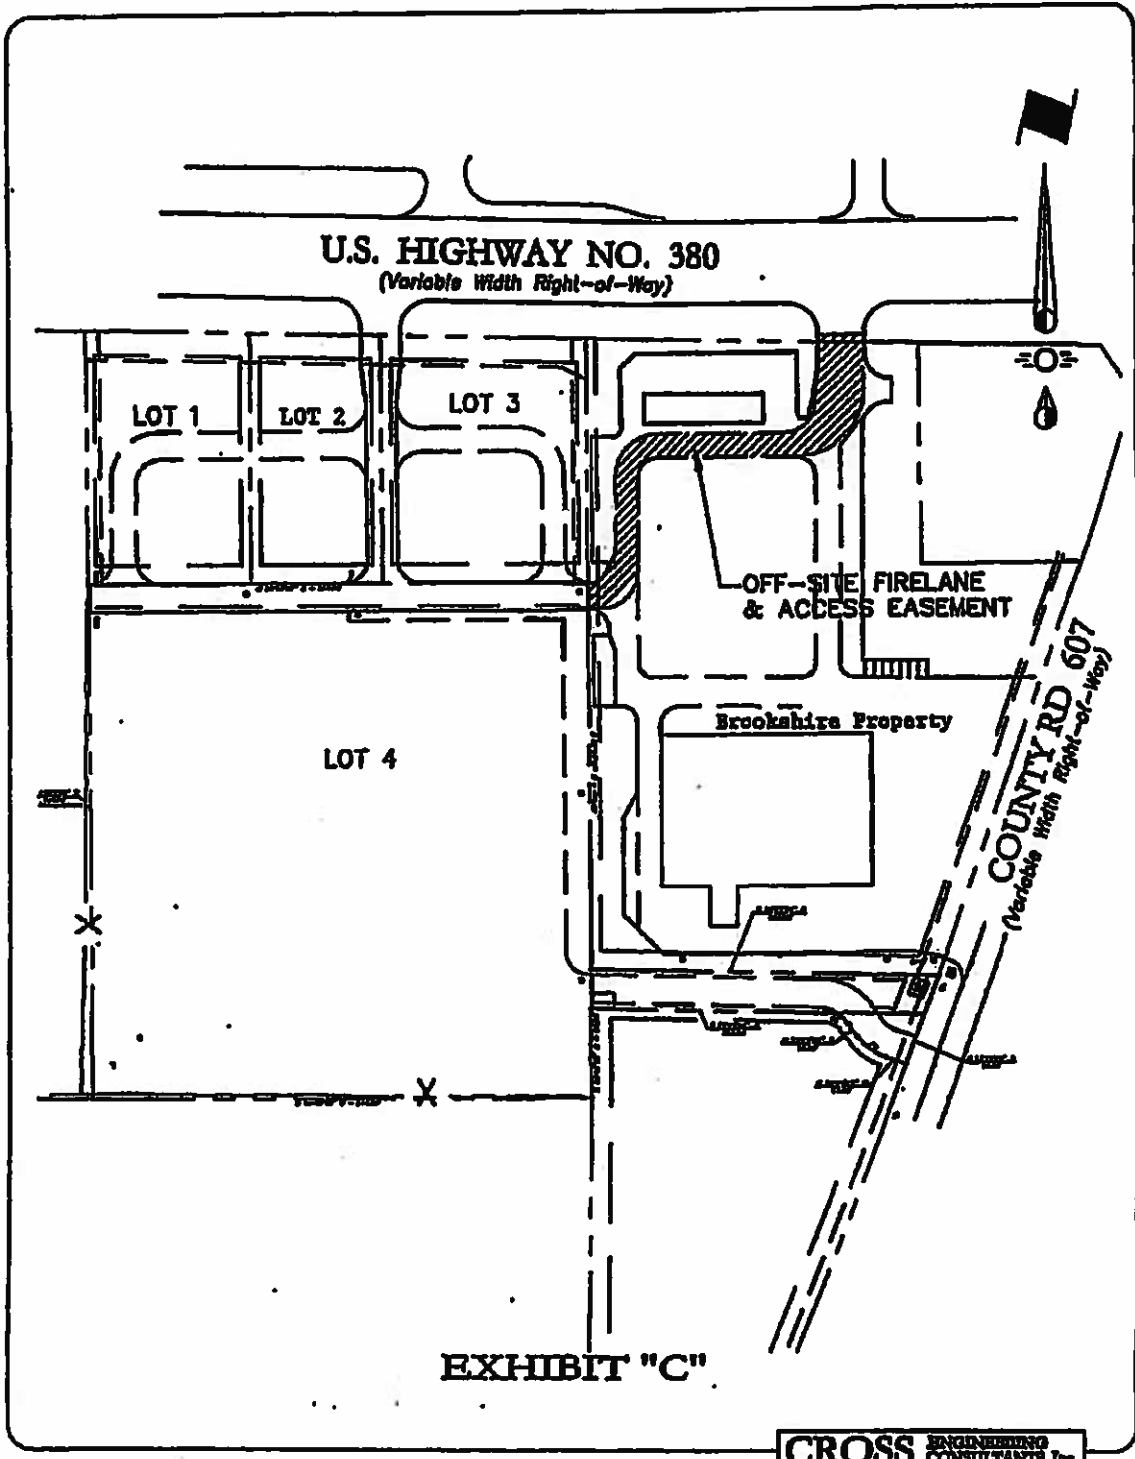 U.S. HIGHWAY NO. 380
(Variable Width Right-of-Way)
LOT 1
LOT 2
LOT 3
OFF-SITE FIRELANE
& ACCESS EASEMENT
COUNTY RD 607
(Variable Width Right-of-Way)
Brookshire Property
LOT 4
EXHIBIT "C"
CROSS ENGINEERING
CONSULTANTS Inc